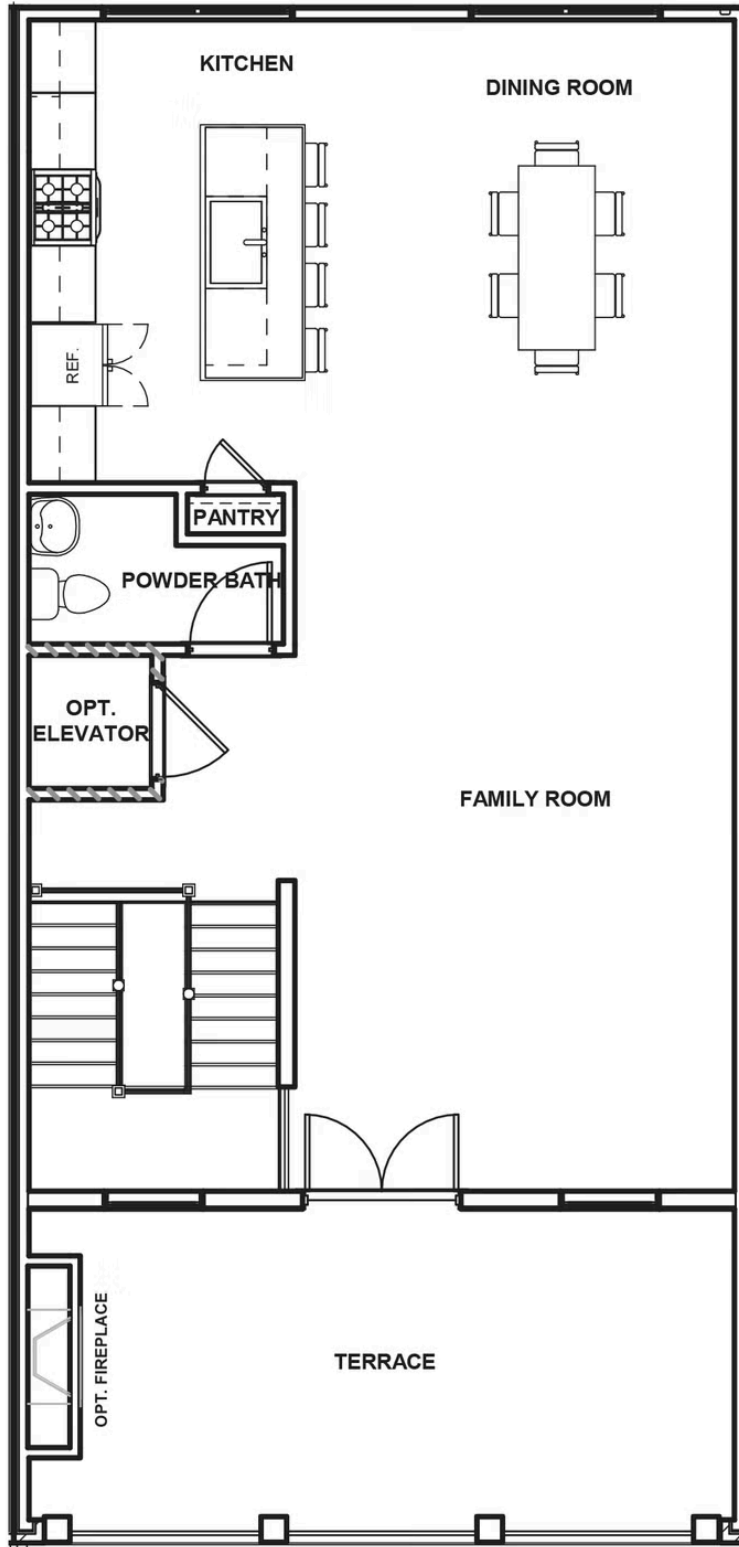 KITCHEN
DINING ROOM
REF.
PANTRY
POWDER BATH
OPT.
ELEVATOR
FAMILY ROOM
OPT. FIREPLACE
TERRACE